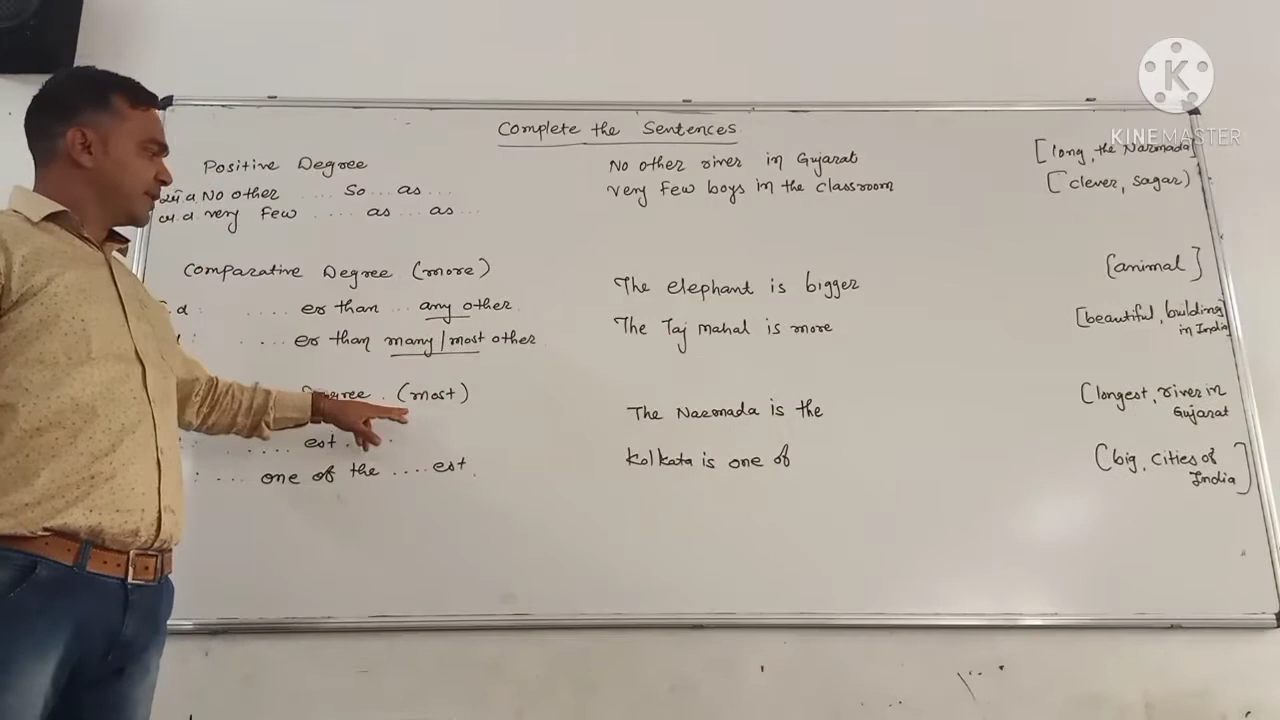 Complete the Sentences
Positive Degree
No other .... So ... as ....
very Few ..... as ... as ...
Comparative Degree (more)
.... er than ... any other
.... er than many/most other
Degree . (most)
..... est ...
.... one of the .... est
No other river in Gujarat
very Few boys in the classroom
The elephant is bigger
The Taj mahal is more
The Narmada is the
Kolkata is one of
[long, the Narmada]
[clever, sagar)
[animal]
[beautiful, building
in India]
[longest, river in
Gujarat
(big, cities of
India]
K
KINEMASTER